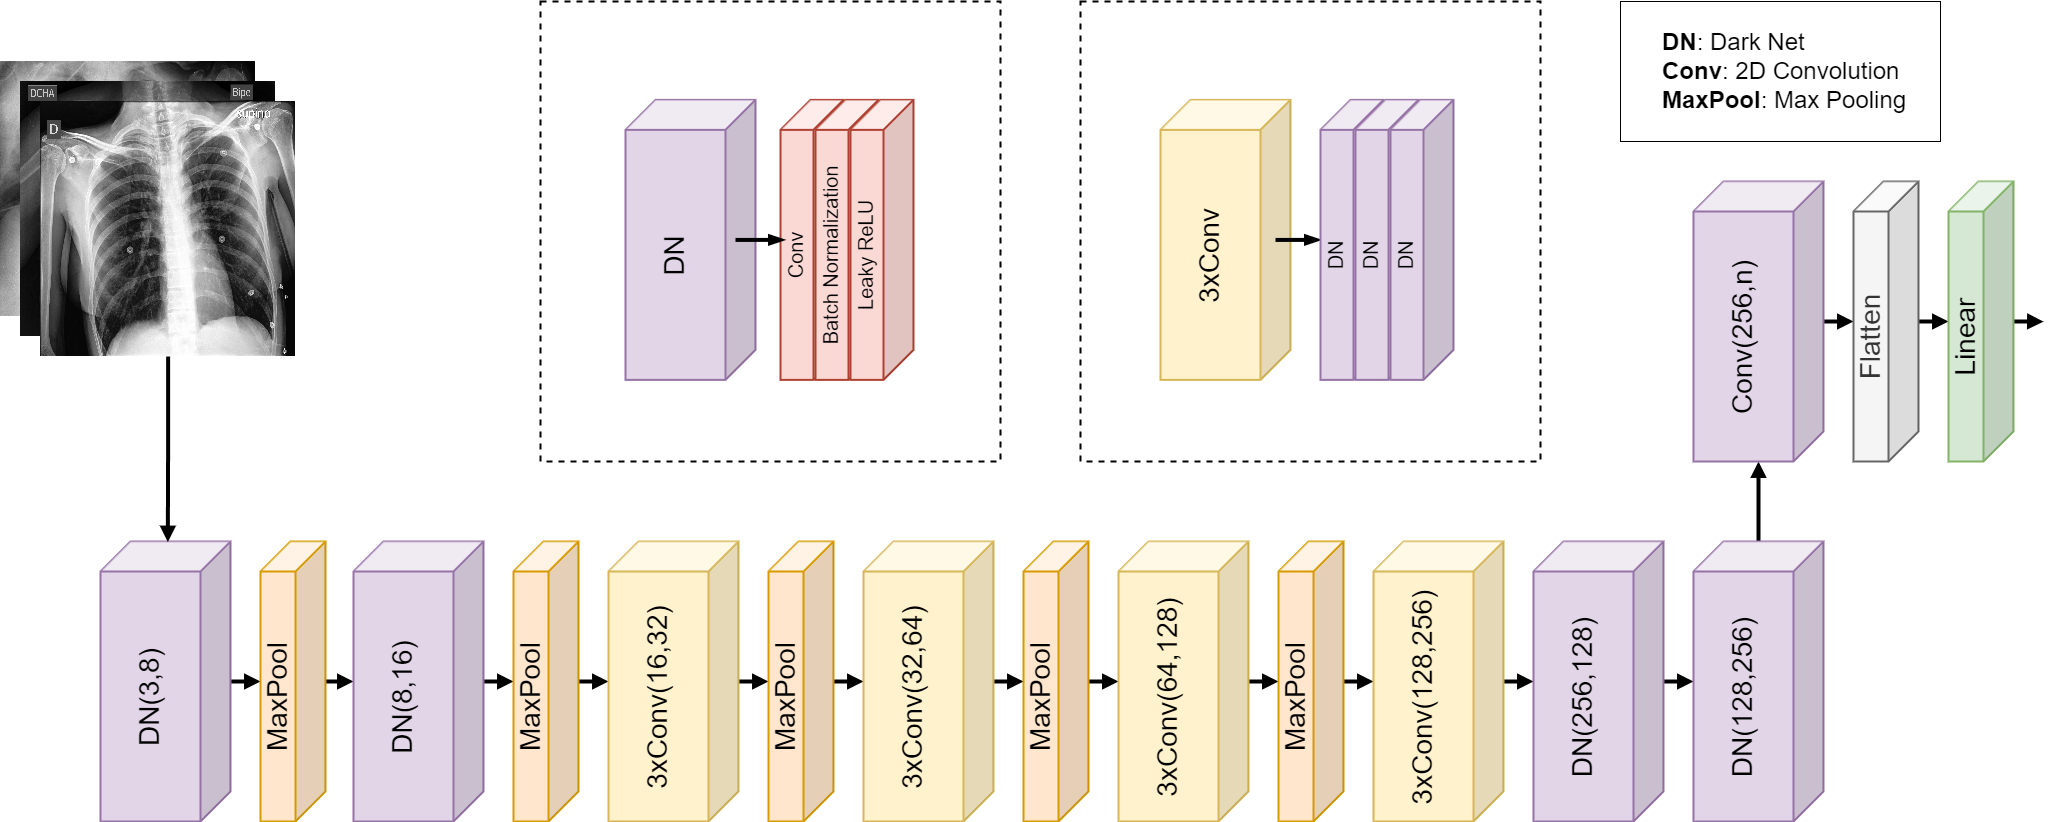 DCHA
Bipe
D
DN
Conv
Batch Normalization
Leaky ReLU
3xConv
DN
DN
DN
DN: Dark Net
Conv: 2D Convolution
MaxPool: Max Pooling
Conv(256,n)
Flatten
Linear
DN(3,8)
MaxPool
DN(8,16)
MaxPool
3xConv(16,32)
MaxPool
3xConv(32,64)
MaxPool
3xConv(64,128)
MaxPool
3xConv(128,256)
DN(256,128)
DN(128,256)